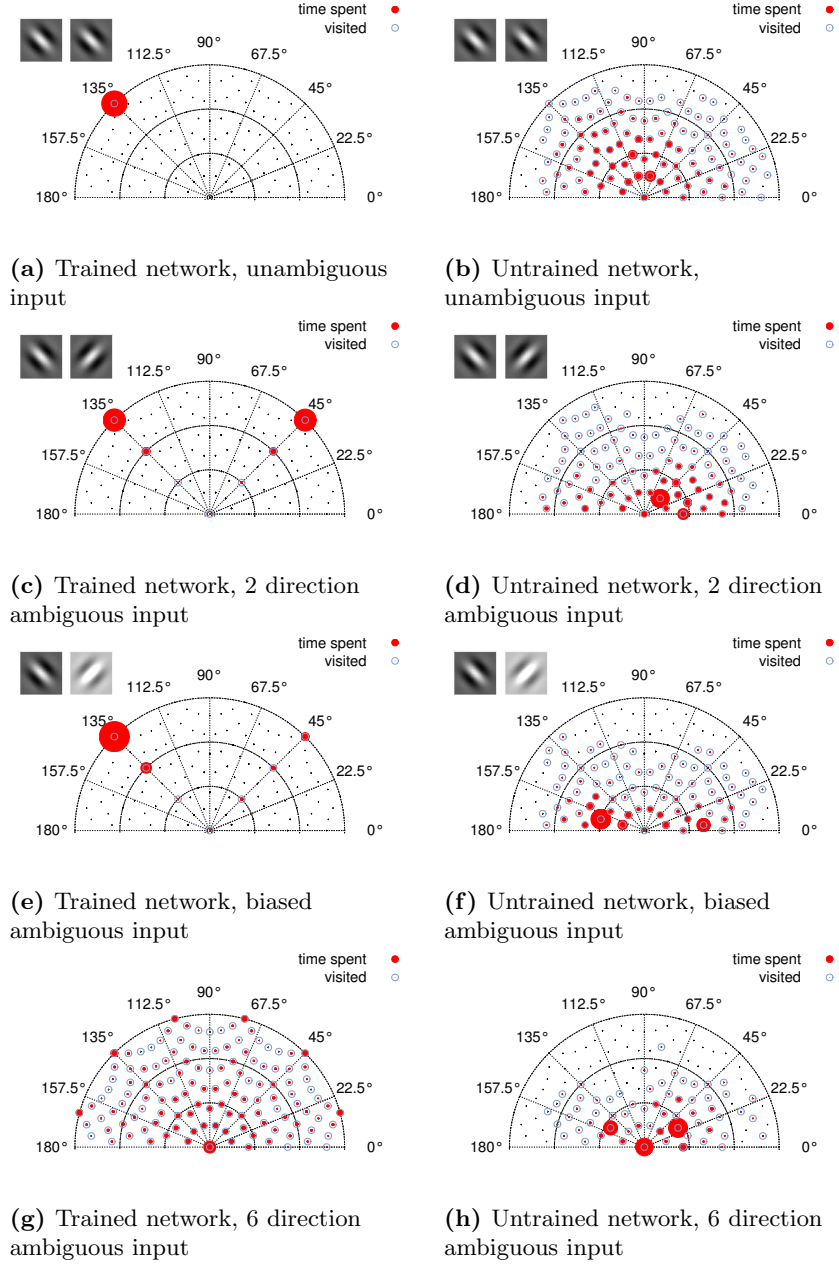 time spent
visited
90°
112.5° 67.5°
135° 45°
157.5° 22.5°
180° 0°
time spent
visited
90°
112.5° 67.5°
135° 45°
157.5° 22.5°
180° 0°
(a) Trained network, unambiguous
input
(b) Untrained network,
unambiguous input
time spent
visited
90°
112.5° 67.5°
135° 45°
157.5° 22.5°
180° 0°
time spent
visited
90°
112.5° 67.5°
135° 45°
157.5° 22.5°
180° 0°
(c) Trained network, 2 direction
ambiguous input
(d) Untrained network, 2 direction
ambiguous input
time spent
visited
90°
112.5° 67.5°
135° 45°
157.5° 22.5°
180° 0°
time spent
visited
90°
112.5° 67.5°
135° 45°
157.5° 22.5°
180° 0°
(e) Trained network, biased
ambiguous input
(f) Untrained network, biased
ambiguous input
time spent
visited
90°
112.5° 67.5°
135° 45°
157.5° 22.5°
180° 0°
time spent
visited
90°
112.5° 67.5°
135° 45°
157.5° 22.5°
180° 0°
(g) Trained network, 6 direction
ambiguous input
(h) Untrained network, 6 direction
ambiguous input